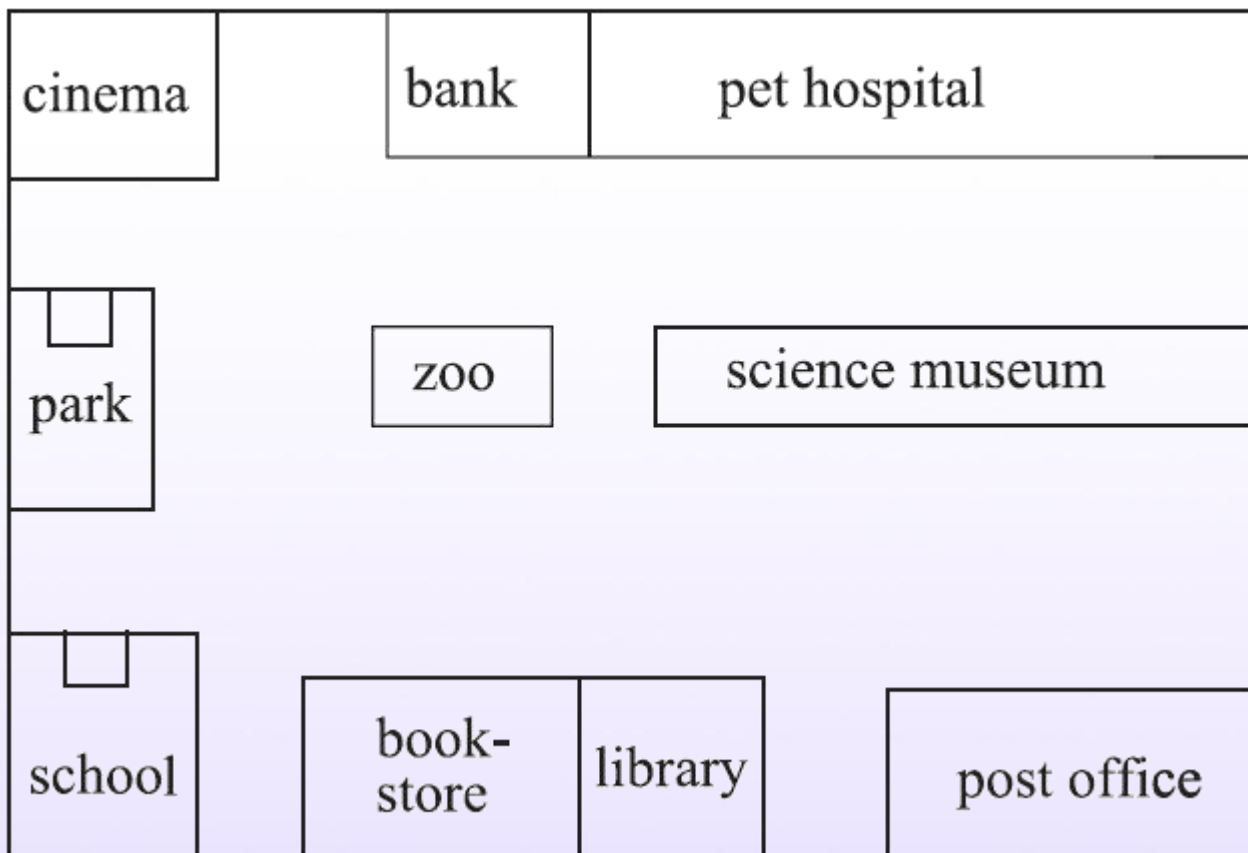 cinema
bank
pet hospital
park
zoo
science museum
school
book-
store
library
post office